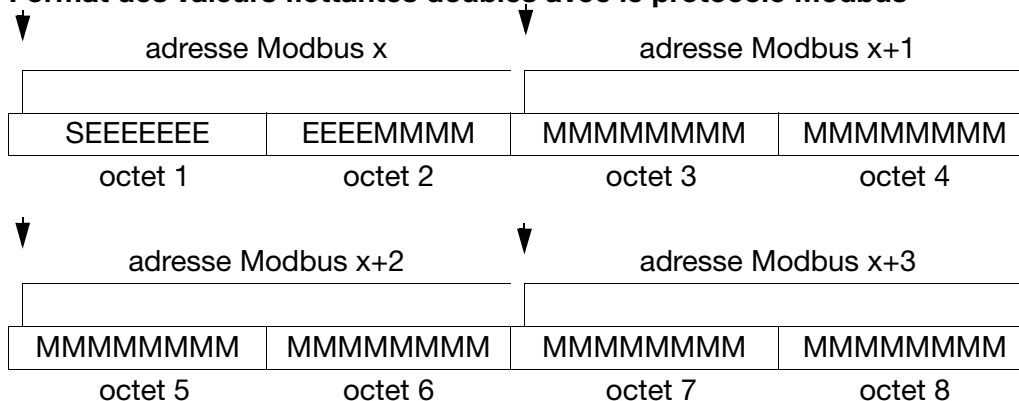 Format des valeurs flottantes doubles avec le protocole Modbus
adresse Modbus x adresse Modbus x+1
SEEEEEEE EEEEMMMM MMMMMMMM MMMMMMMM
octet 1 octet 2 octet 3 octet 4
adresse Modbus x+2 adresse Modbus x+3
MMMMMMMM MMMMMMMM MMMMMMMM MMMMMMMM
octet 5 octet 6 octet 7 octet 8